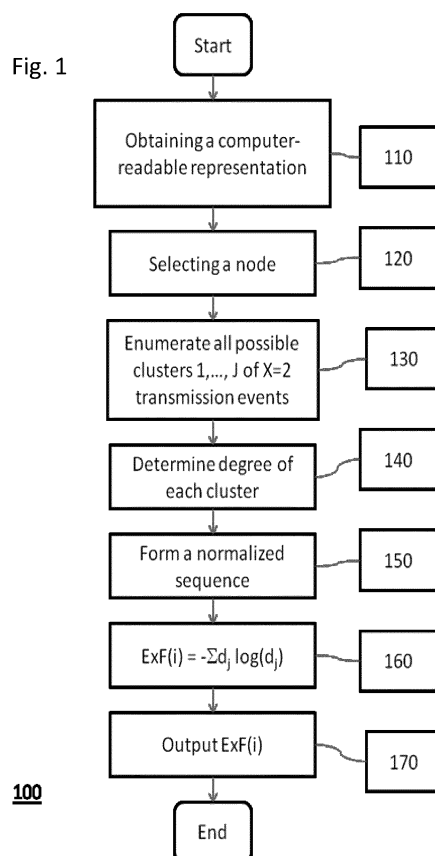 Start
Fig. 1
Obtaining a computer-
readable representation
110
Selecting a node
120
Enumerate all possible
clusters 1,..., J of X=2
transmission events
130
Determine degree of
each cluster
140
Form a normalized
sequence
150
ExF(i) = -Σdj log(dj)
160
Output ExF(i)
170
100
End